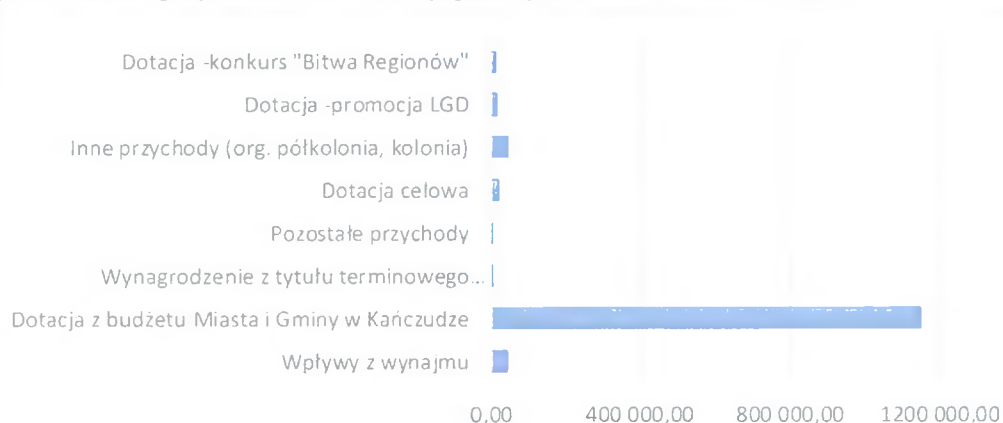 Dotacja -konkurs "Bitwa Regionów"
Dotacja -promocja LGD
Inne przychody (org. półkolonia, kolonia)
Dotacja celowa
Pozostałe przychody
Wynagrodzenie z tytułu terminowego...
Dotacja z budżetu Miasta i Gminy w Kańczudze
Wpływy z wynajmu
0,00 400 000,00 800 000,00 1200 000,00